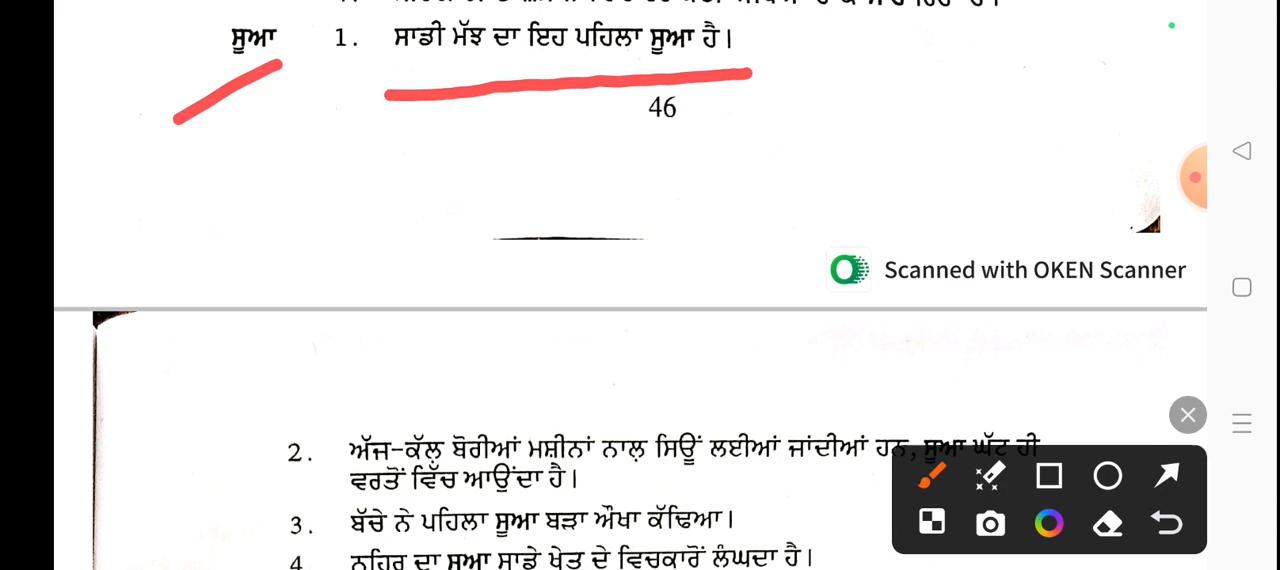 ਸੂਆ 1. ਸਾਡੀ ਮੱਝ ਦਾ ਇਹ ਪਹਿਲਾ ਸੂਆ ਹੈ।
46
Scanned with OKEN Scanner
2. ਅੱਜ-ਕੱਲ੍ਹ ਬੋਰੀਆਂ ਮਸ਼ੀਨਾਂ ਨਾਲ਼ ਸਿਊਂ ਲਈਆਂ ਜਾਂਦੀਆਂ ਹਨ, ਸੂਆ ਘੱਟ ਹੀ
ਵਰਤੋਂ ਵਿੱਚ ਆਉਂਦਾ ਹੈ।
3. ਬੱਚੇ ਨੇ ਪਹਿਲਾ ਸੂਆ ਬੜਾ ਔਖਾ ਕੱਢਿਆ।
4 ਨਹਿਰ ਦਾ ਸੂਆ ਸਾਡੇ ਖੇਤ ਦੇ ਵਿਚਕਾਰੋਂ ਲੰਘਦਾ ਹੈ।